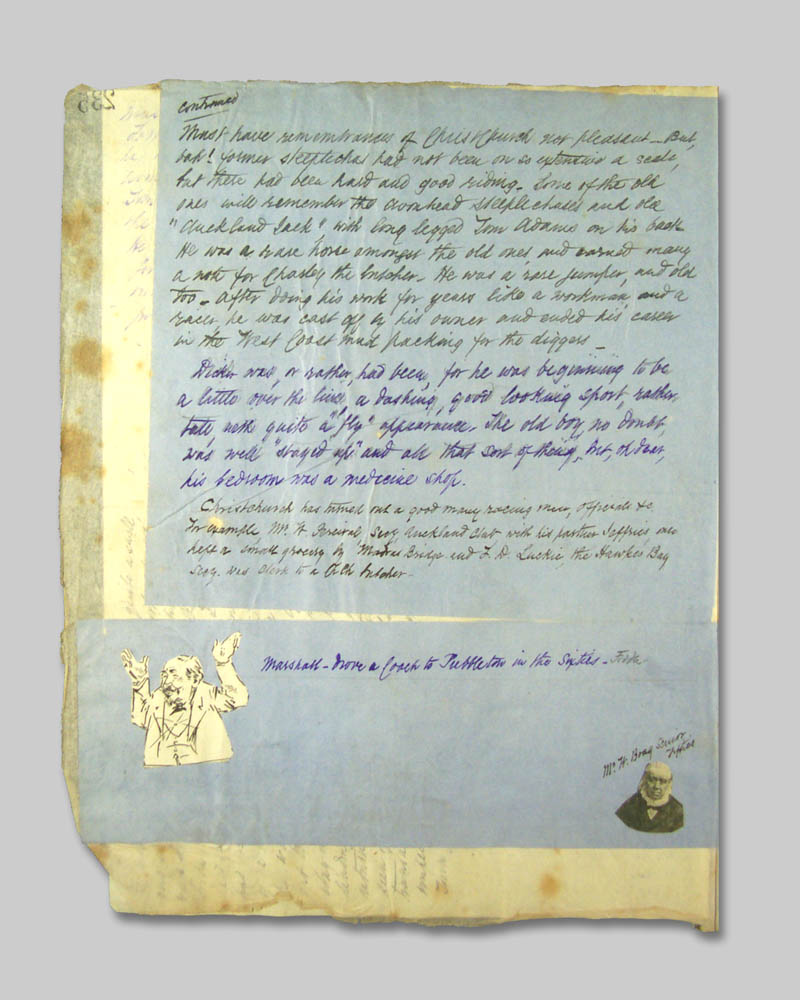 continued
Must have remembrances of ChristChurch not pleasant - But,
bah! former steeplechases had not been on so extensive a scale,
but there had been hard and good riding. Some of the old
ones will remember the Avonhead steeplechases and old
"Auckland Jack" with long legged Tom Adams on his back
He was a rare horse amongst the old ones and earned many
a note for Charley the butcher - He was a rare jumper, and old
too - After doing his work for years like a workman, and a
racer he was cast off by his owner and ended his career
in the West Coast mud packing for the diggers -
was, or rather, had been, for he was beginning to be
a little over the line, a dashing, good looking sport, rather
tall, with quite a "fly" appearance. The old boy, no doubt,
was well "stayed up" and all that sort of thing, but, oh dear,
his bedroom was a medicine shop.
Christchurch has turned out a good many racing men, officials &c
For example, Mr. W Percival Secy Auckland Club with his partner Jeffries, once
kept a small grocery by Madras Bridge and F. D. Luckie, the Hawkes Bay
Secy. was Clerk to a ChCh butcher -
Marshall - drove a Coach to Prebbleton in the Sixties -
Mr. W. Bray Senior
235